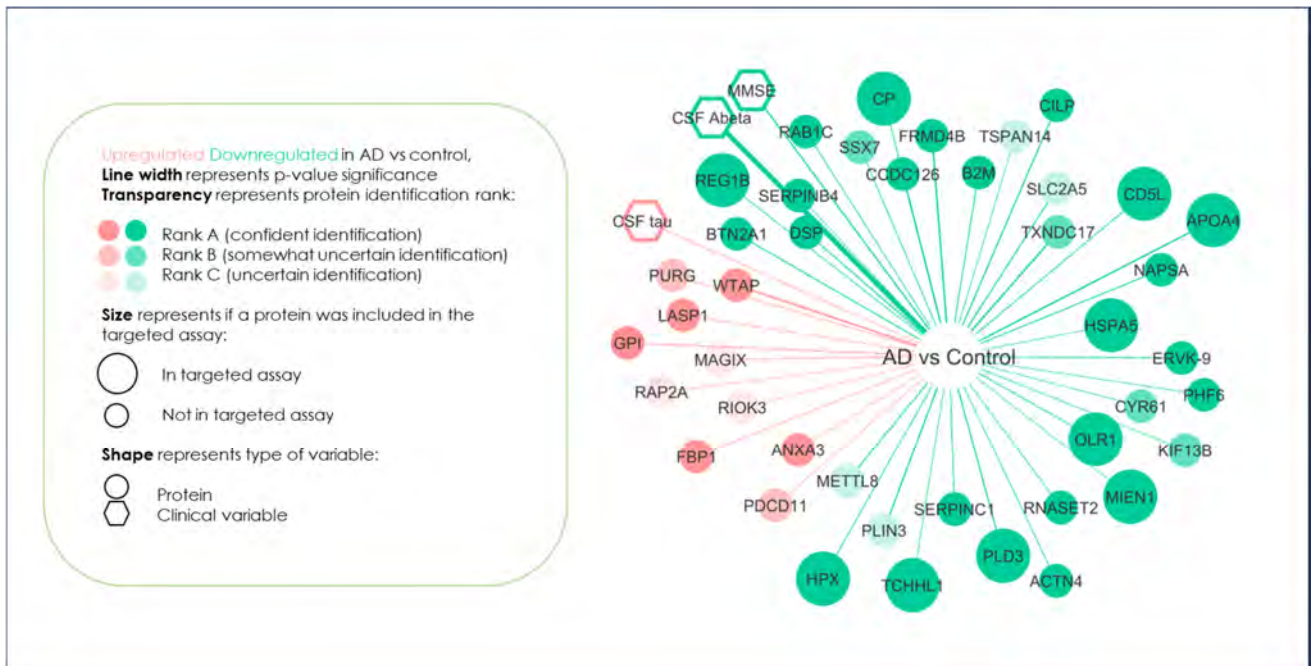 Upregulated Downregulated in AD vs control,
Line width represents p-value significance
Transparency represents protein identification rank:
Rank A (confident identification)
Rank B (somewhat uncertain identification)
Rank C (uncertain identification)
Size represents if a protein was included in the
targeted assay:
In targeted assay
Not in targeted assay
Shape represents type of variable:
Protein
Clinical variable
MMSE
CSF Abeta
RAB1C
CP
SSX7
FRMD4B
CCDC126
B2M
TSPAN14
CILP
SLC2A5
TXNDC17
CD5L
APOA4
NAPSA
REG1B
SERPINB4
CSF tau
BTN2A1
DSP
PURG
WTAP
LASP1
GPI
MAGIX
RAP2A
RIOK3
FBP1
ANXA3
PDCD11
METTL8
PLIN3
HPX
TCHHL1
SERPINC1
PLD3
RNASET2
ACTN4
MIEN1
OLR1
KIF13B
CYR61
PHF6
ERVK-9
HSPA5
AD vs Control